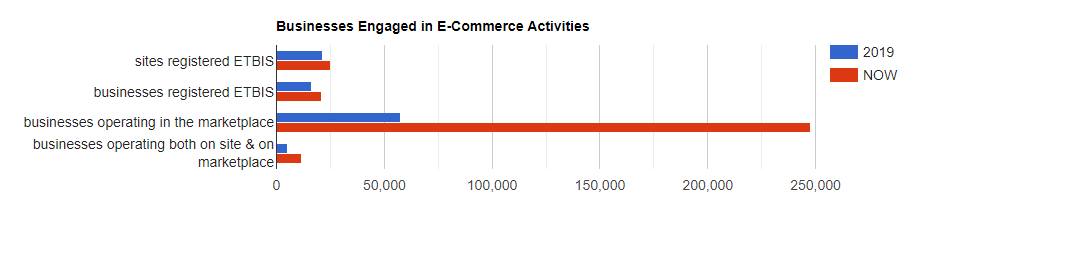 Businesses Engaged in E-Commerce Activities
2019
NOW
sites registered ETBIS
businesses registered ETBIS
businesses operating in the marketplace
businesses operating both on site & on
marketplace
0 50,000 100,000 150,000 200,000 250,000